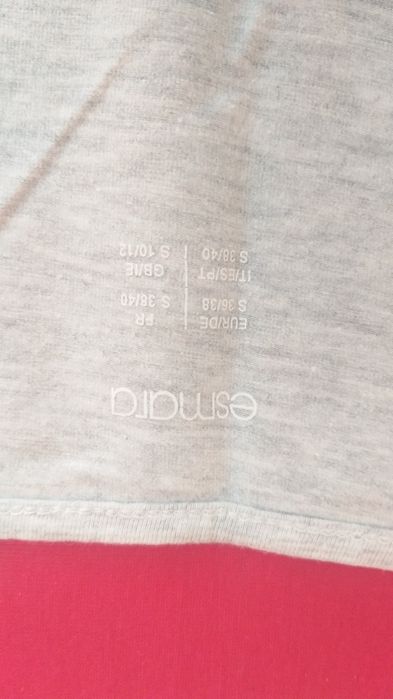 esmara
EUR/DE | FR
S 36/38 | S 38/40
IT/ES/PT | GB/IE
S 38/40 | S 10/12